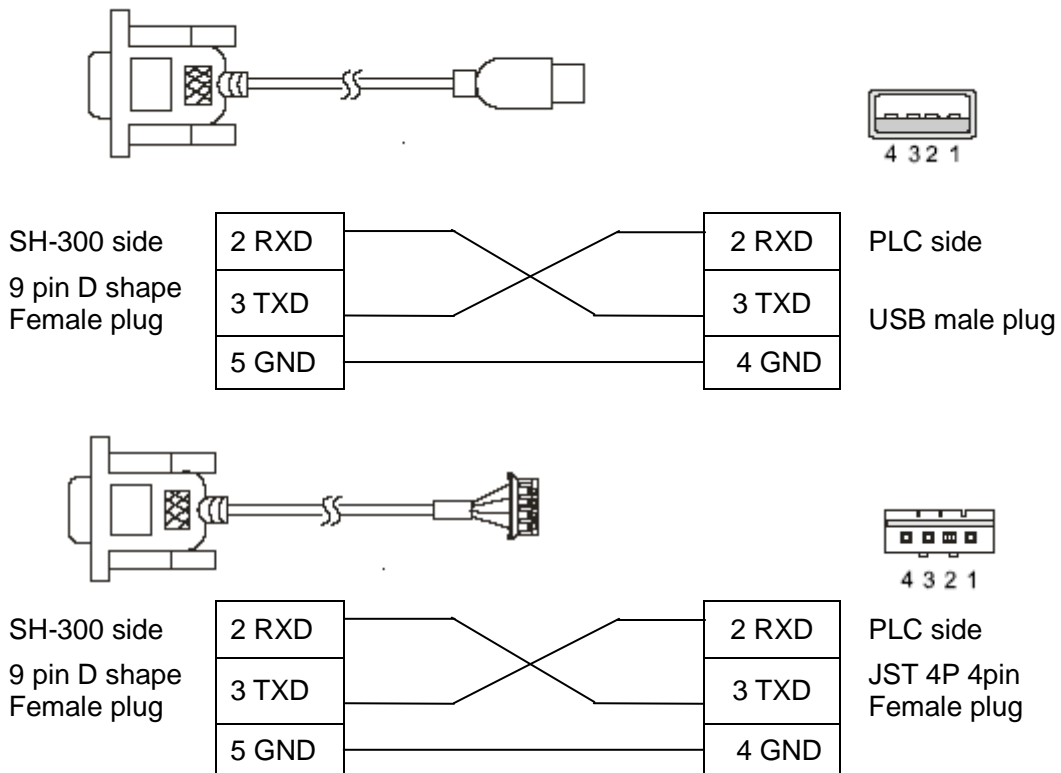 4 3 2 1
SH-300 side
9 pin D shape
Female plug
2 RXD
3 TXD
5 GND
2 RXD
3 TXD
4 GND
PLC side
USB male plug
4 3 2 1
SH-300 side
9 pin D shape
Female plug
2 RXD
3 TXD
5 GND
2 RXD
3 TXD
4 GND
PLC side
JST 4P 4pin
Female plug